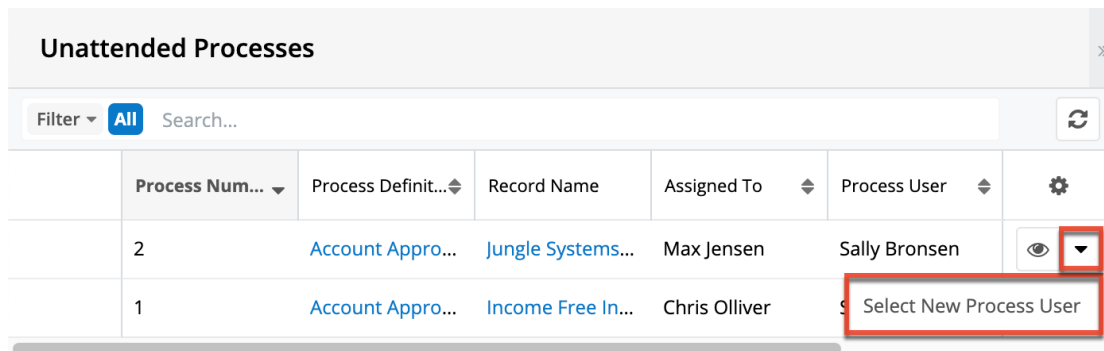 Unattended Processes
Filter All Search...
Process Num... Process Definit... Record Name Assigned To Process User
2 Account Appro... Jungle Systems... Max Jensen Sally Bronsen
1 Account Appro... Income Free In... Chris Olliver
Select New Process User